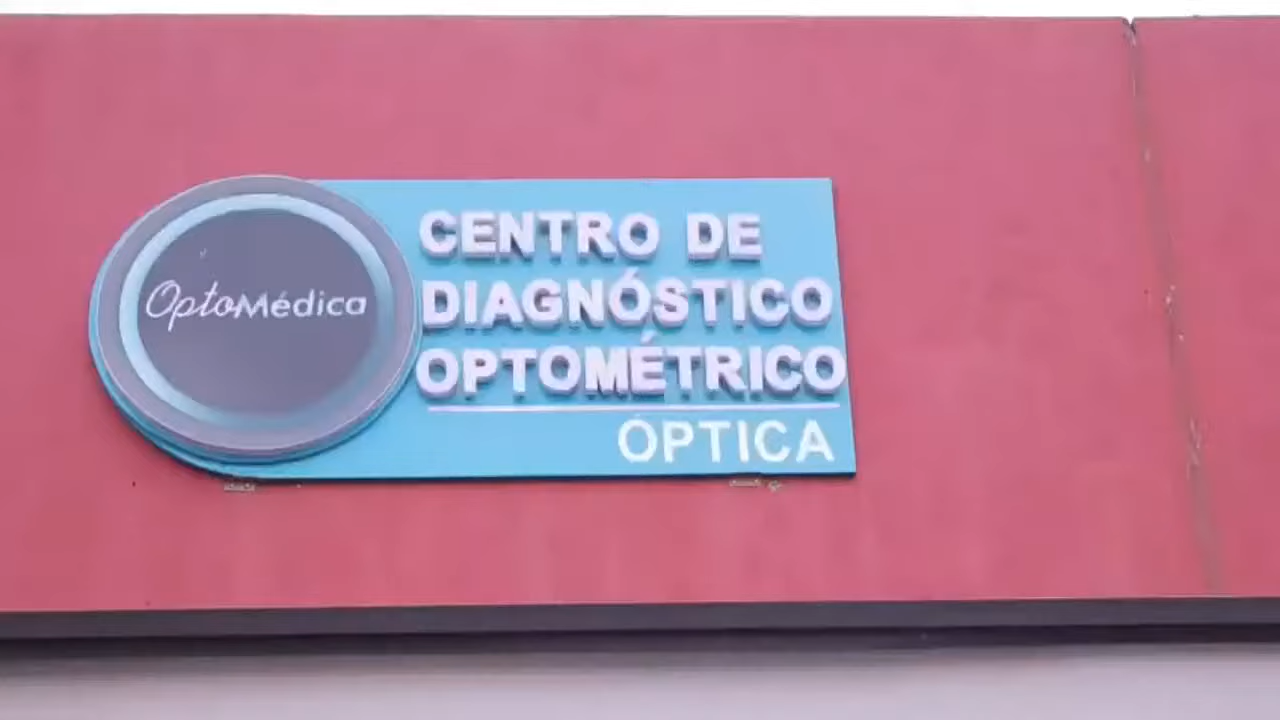 OptoMédica
CENTRO DE
DIAGNÓSTICO
OPTOMÉTRICO
ÓPTICA